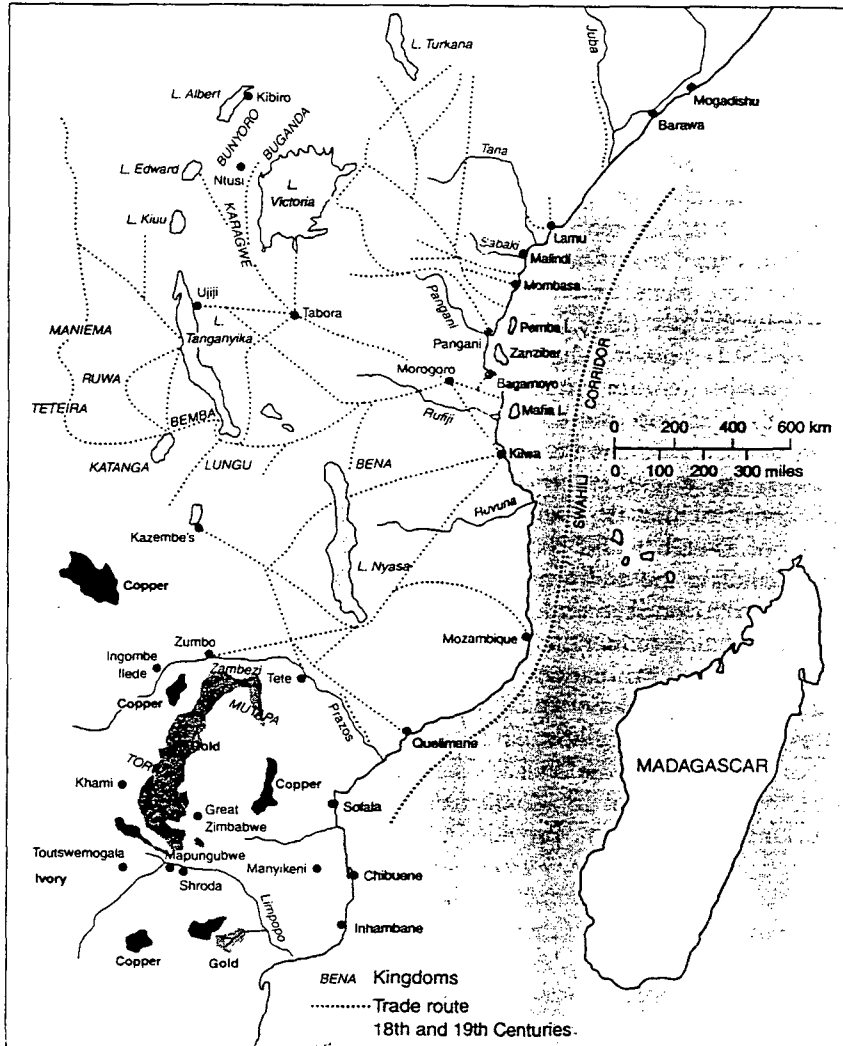 L. Turkana
Juba
Mogadishu
Barawa
L. Albert
Kibiro
BUNYORO
BUGANDA
L. Edward
Ntusi
L.
Victoria
Tana
L. Kiuu
KARAGWE
Lamu
Sabaki
Malindi
Mombasa
Ujiji
Tabora
Pangani
Pemba I.
MANIEMA
L.
Tanganyika
Pangani
Zanzibar
Morogoro
Bagamoyo
RUWA
TETEIRA
BEMBA
Rufiji
Mafia I.
CORRIDOR
0 200 400 600 km
0 100 200 300 miles
KATANGA
LUNGU
BENA
Kilwa
SWAHILI
Ruvuna
Kazembe's
L. Nyasa
Copper
Mozambique
Zumbo
Ingombe
Ilede
Zambezi
Tete
Copper
MUTAPA
Prazos
Quelimane
Gold
MADAGASCAR
Khami
Copper
Sofala
Great
Zimbabwe
Toutswemogala
Mapungubwe
Manyikeni
Chibuene
Ivory
Shroda
Limpopo
Inhambane
Copper
Gold
BENA Kingdoms
Trade route
18th and 19th Centuries